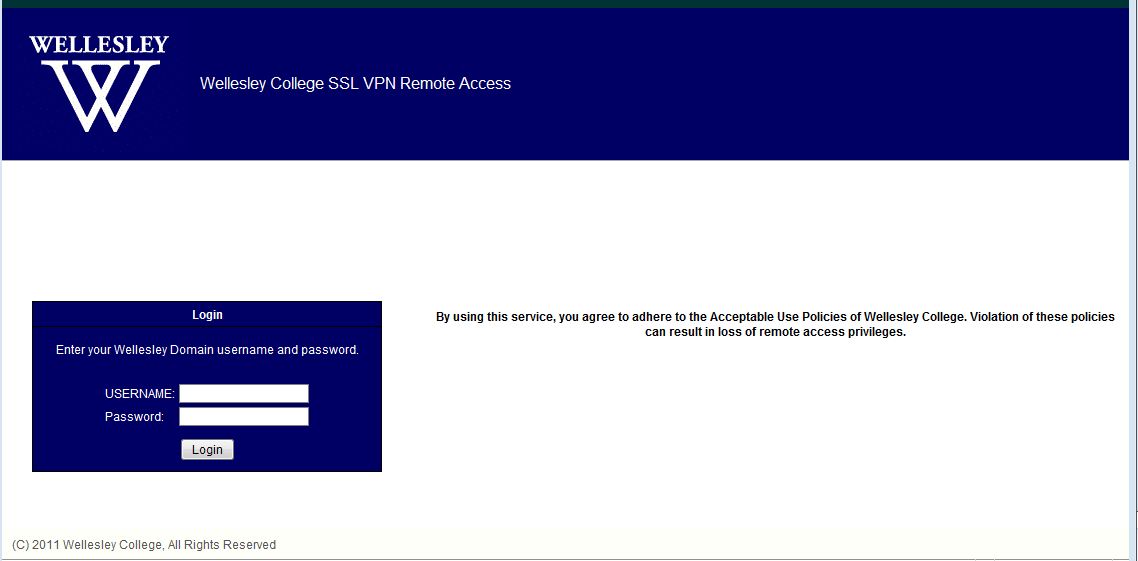 WELLESLEY
W
Wellesley College SSL VPN Remote Access
Login
Enter your Wellesley Domain username and password.
USERNAME:
Password:
Login
By using this service, you agree to adhere to the Acceptable Use Policies of Wellesley College. Violation of these policies
can result in loss of remote access privileges.
(C) 2011 Wellesley College, All Rights Reserved